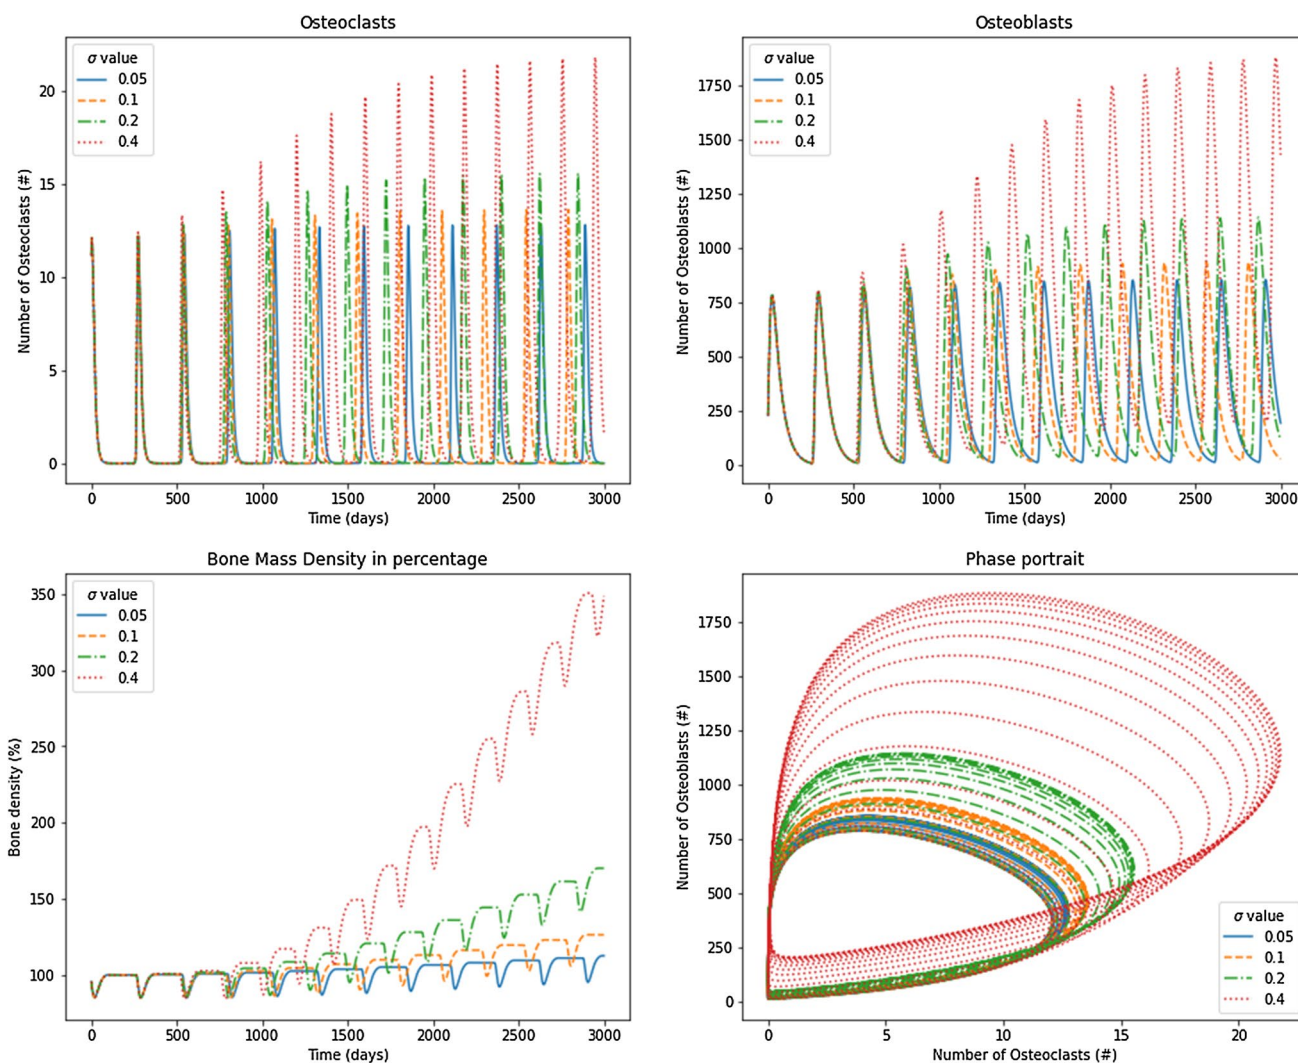 Osteoclasts
σ value
0.05
0.1
0.2
0.4
Number of Osteoclasts (#)
20
15
10
5
0
0 500 1000 1500 2000 2500 3000
Time (days)
Osteoblasts
σ value
0.05
0.1
0.2
0.4
Number of Osteoblasts (#)
1750
1500
1250
1000
750
500
250
0
0 500 1000 1500 2000 2500 3000
Time (days)
Bone Mass Density in percentage
σ value
0.05
0.1
0.2
0.4
Bone density (%)
350
300
250
200
150
100
0 500 1000 1500 2000 2500 3000
Time (days)
Phase portrait
Number of Osteoblasts (#)
1750
1500
1250
1000
750
500
250
0
σ value
0.05
0.1
0.2
0.4
0 5 10 15 20
Number of Osteoclasts (#)